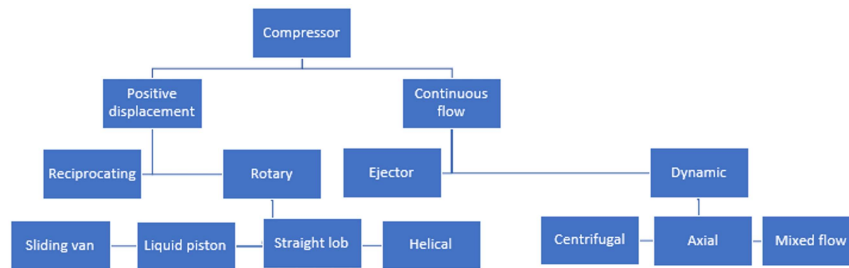 Compressor
Positive
displacement
Continuous
flow
Reciprocating
Rotary
Ejector
Dynamic
Sliding van
Liquid piston
Straight lob
Helical
Centrifugal
Axial
Mixed flow